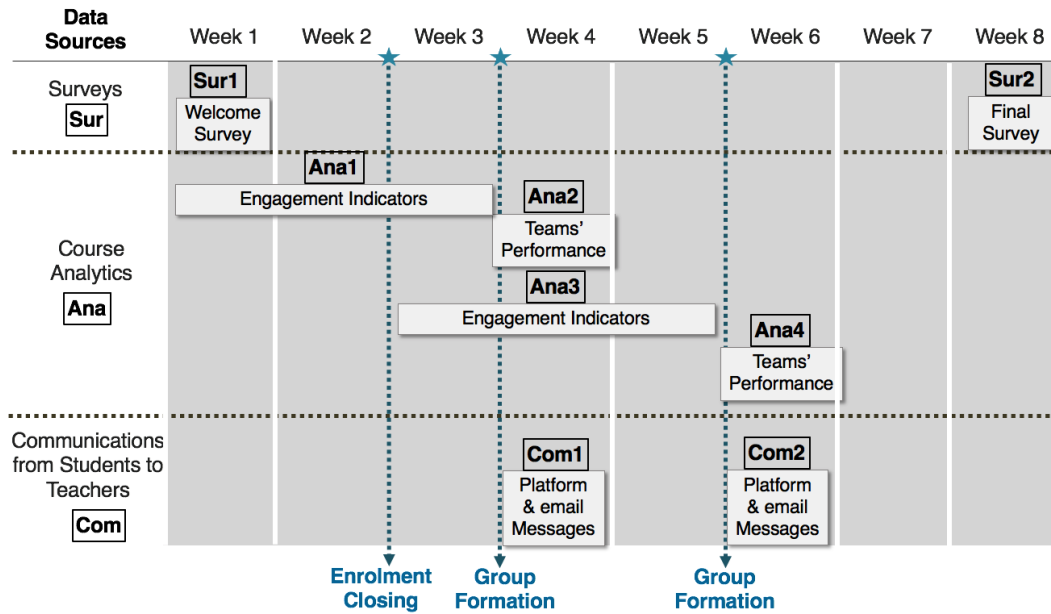 Data
Sources
Week 1
Week 2
Week 3
Week 4
Week 5
Week 6
Week 7
Week 8
Surveys
Sur
Sur1
Welcome
Survey
Sur2
Final
Survey
Course
Analytics
Ana
Ana1
Engagement Indicators
Ana2
Teams'
Performance
Ana3
Engagement Indicators
Ana4
Teams'
Performance
Communications
from Students to
Teachers
Com
Com1
Platform
& email
Messages
Com2
Platform
& email
Messages
Enrolment
Closing
Group
Formation
Group
Formation